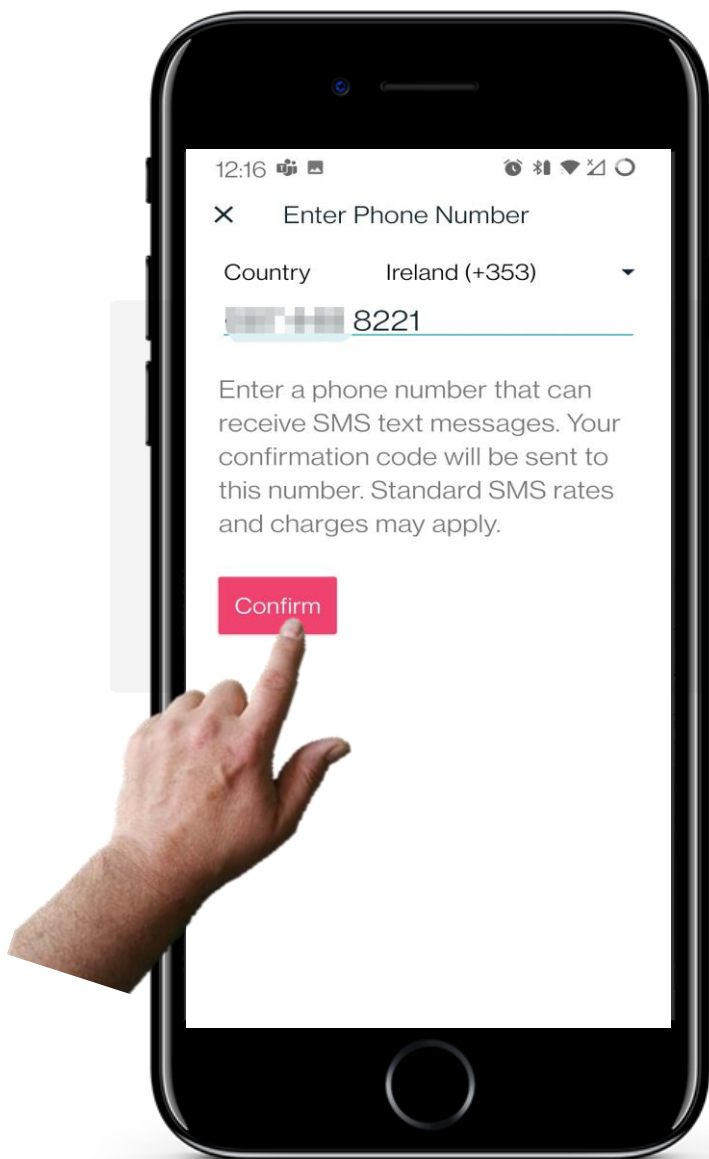 12:16
Enter Phone Number
Country Ireland (+353)
8221
Enter a phone number that can
receive SMS text messages. Your
confirmation code will be sent to
this number. Standard SMS rates
and charges may apply.
Confirm